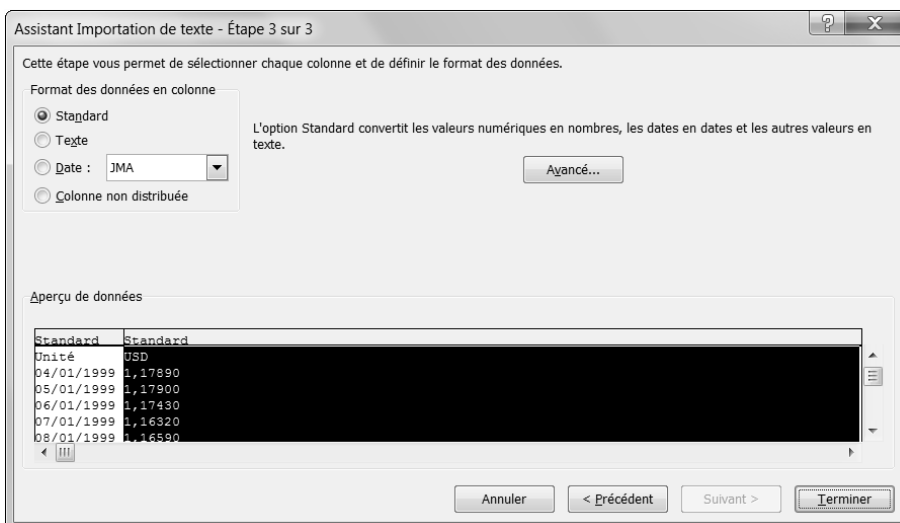 Assistant Importation de texte - Étape 3 sur 3
?
X
Cette étape vous permet de sélectionner chaque colonne et de définir le format des données.
Format des données en colonne
Standard
Texte
Date : JMA
Colonne non distribuée
L'option Standard convertit les valeurs numériques en nombres, les dates en dates et les autres valeurs en
texte.
Avancé...
Aperçu de données
Standard Standard
Unité USD
04/01/1999 1,17890
05/01/1999 1,17900
06/01/1999 1,17430
07/01/1999 1,16320
08/01/1999 1,16590
Annuler
< Précédent
Suivant >
Terminer